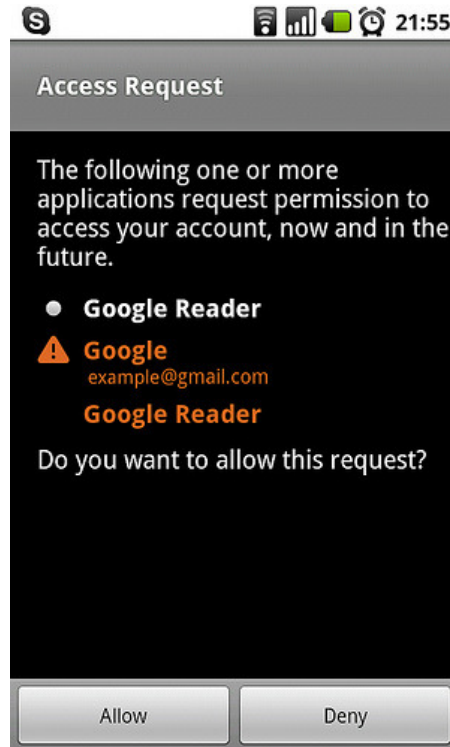 S 21:55
Access Request
The following one or more
applications request permission to
access your account, now and in the
future.
Google Reader
Google
example@gmail.com
Google Reader
Do you want to allow this request?
Allow Deny